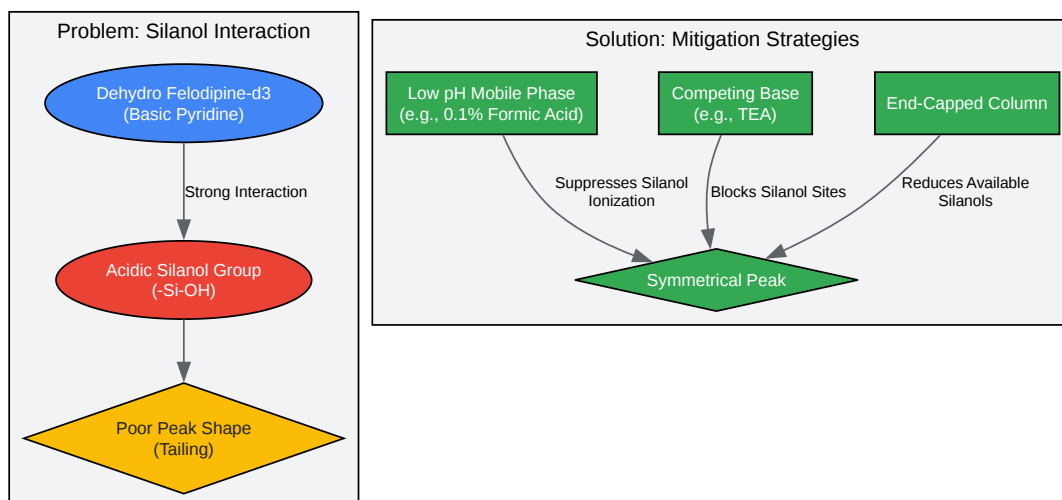 Problem: Silanol Interaction
Dehydro Felodipine-d3
(Basic Pyridine)
Strong Interaction
Acidic Silanol Group
(-Si-OH)
Poor Peak Shape
(Tailing)
Solution: Mitigation Strategies
Low pH Mobile Phase
(e.g., 0.1% Formic Acid)
Competing Base
(e.g., TEA)
End-Capped Column
Suppresses Silanol
Ionization
Blocks Silanol Sites
Reduces Available
Silanols
Symmetrical Peak